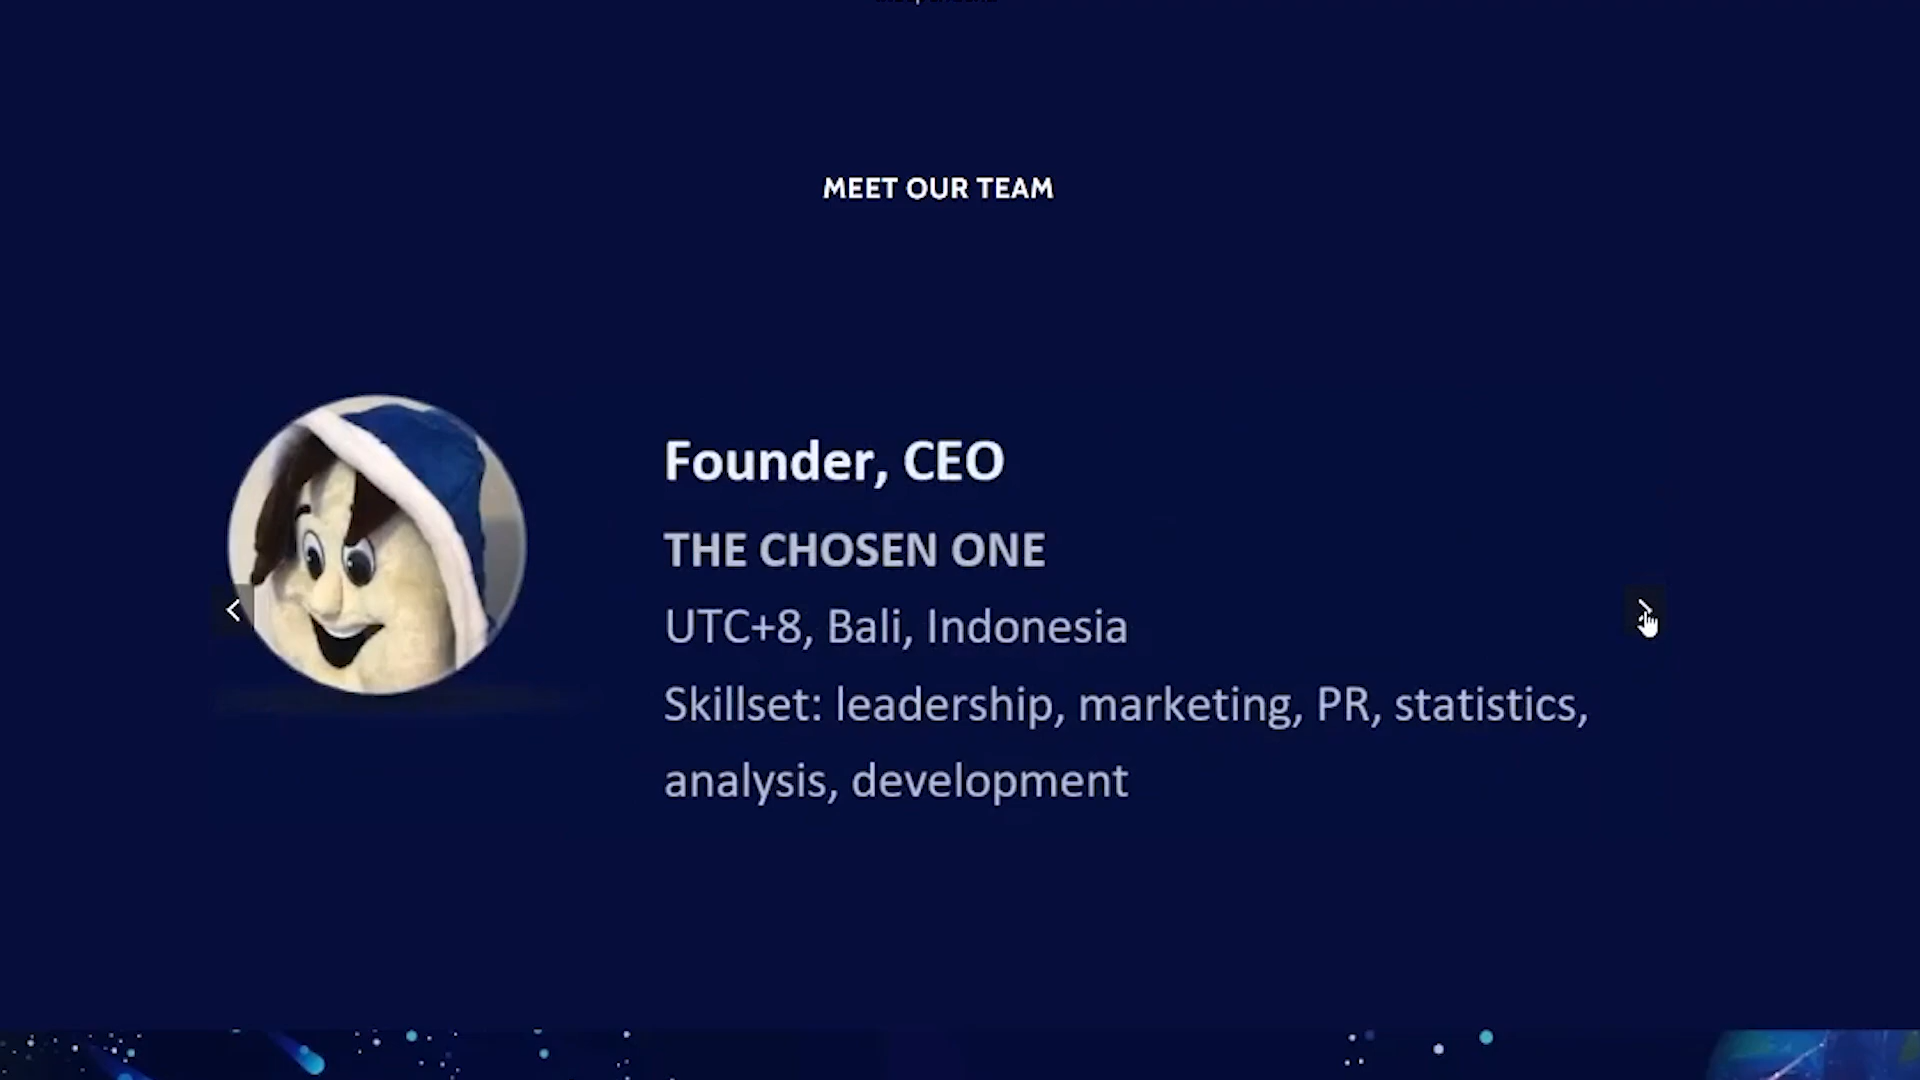 MEET OUR TEAM
Founder, CEO
THE CHOSEN ONE
UTC+8, Bali, Indonesia
Skillset: leadership, marketing, PR, statistics,
analysis, development